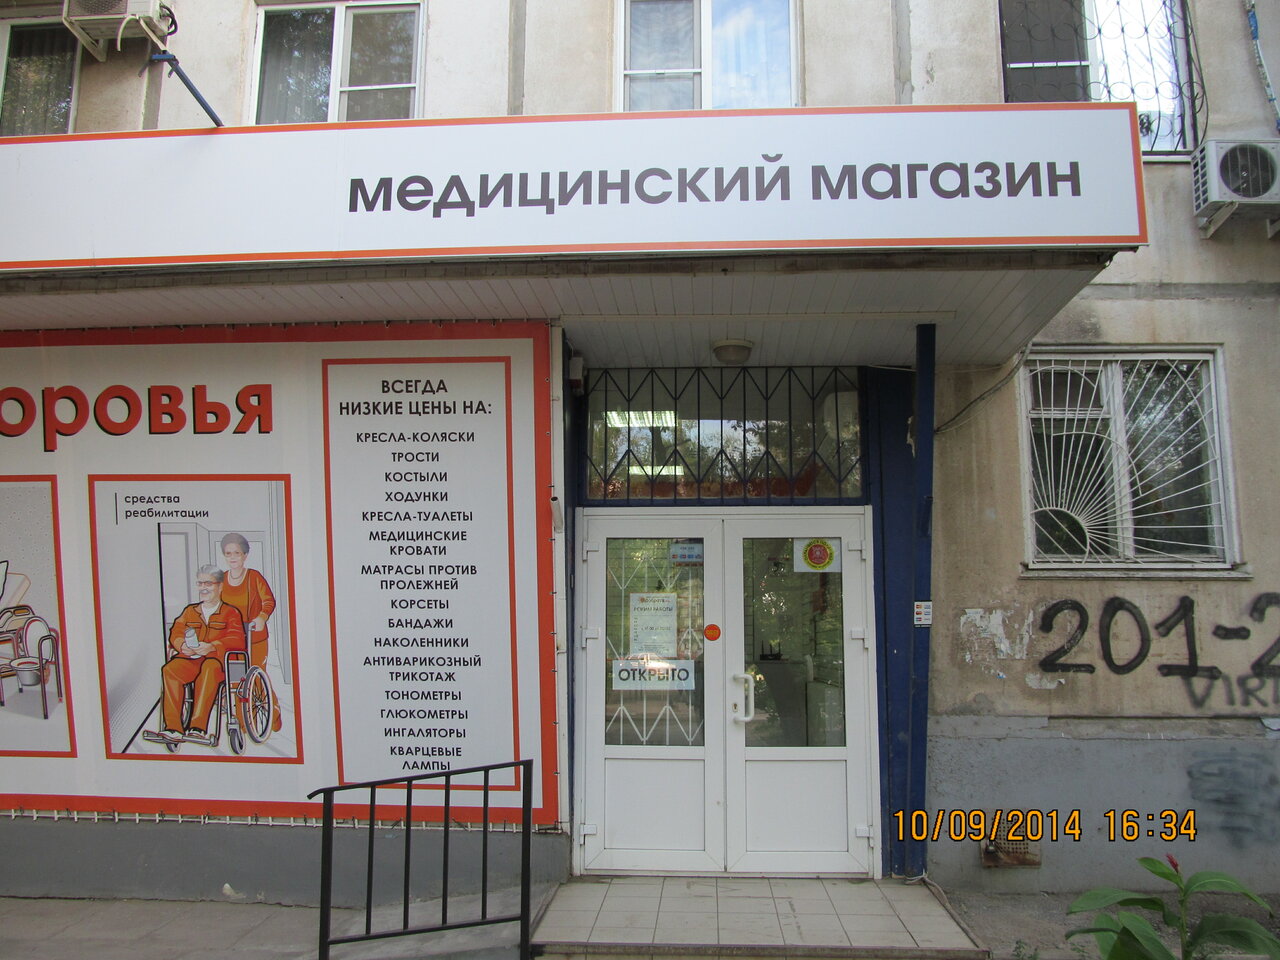 медицинский магазин
оровья
средства
реабилитации
ВСЕГДА
НИЗКИЕ ЦЕНЫ НА:
КРЕСЛА-КОЛЯСКИ
ТРОСТИ
КОСТЫЛИ
ХОДУНКИ
КРЕСЛА-ТУАЛЕТЫ
МЕДИЦИНСКИЕ
КРОВАТИ
МАТРАСЫ ПРОТИВ
ПРОЛЕЖНЕЙ
КОРСЕТЫ
БАНДАЖИ
НАКОЛЕННИКИ
АНТИВАРИКОЗНЫЙ
ТРИКОТАЖ
ТОНОМЕТРЫ
ГЛЮКОМЕТРЫ
ИНГАЛЯТОРЫ
КВАРЦЕВЫЕ
ЛАМПЫ
РЕЖИМ РАБОТЫ
ОТКРЫТО
201-2
VIRT
10/09/2014 16:34